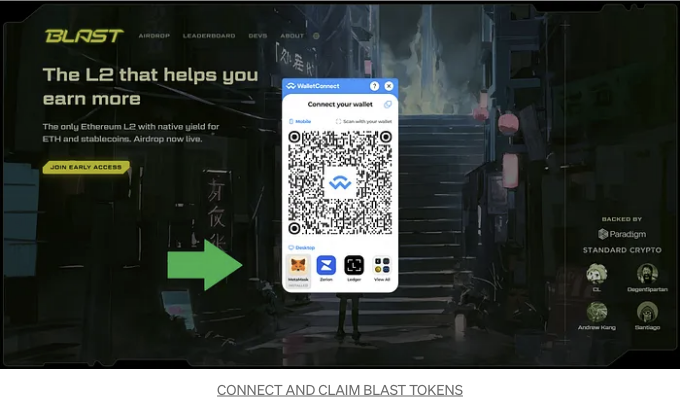 BLAST AIRDROP LEADERBOARD DEVS ABOUT
The L2 that helps you
earn more
The only Ethereum L2 with native yield for
ETH and stablecoins. Airdrop now live.
JOIN EARLY ACCESS
WalletConnect
Connect your wallet
Mobile
Scan with your wallet
Desktop
MetaMask Zerion Ledger View All
BACKED BY
Paradigm
STANDARD CRYPTO
CL DegenSpartan
Andrew Kang Santiago
CONNECT AND CLAIM BLAST TOKENS